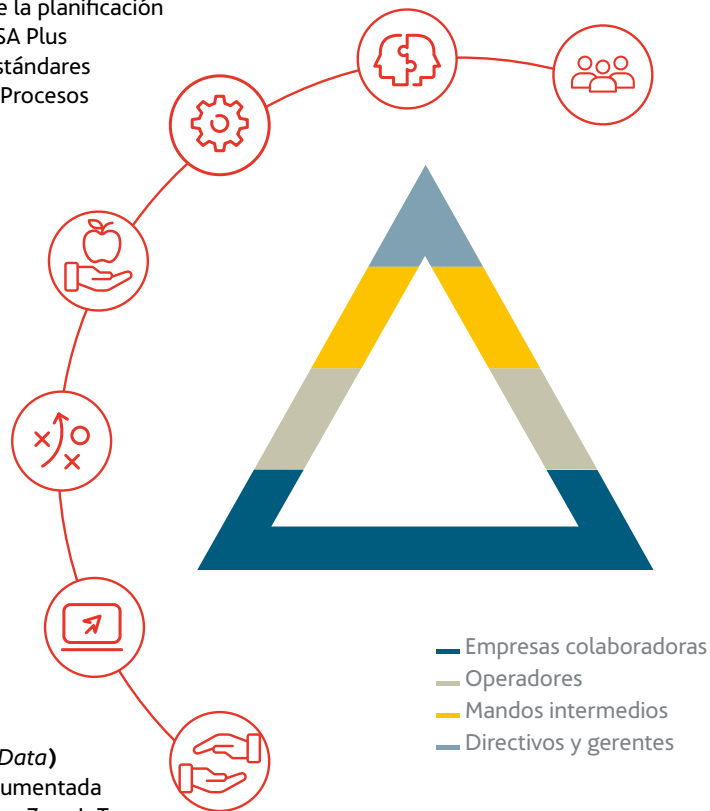 e la planificación
SA Plus
stándares
Procesos
Empresas colaboradoras
Operadores
Mandos intermedios
Directivos y gerentes
Data)
umentada